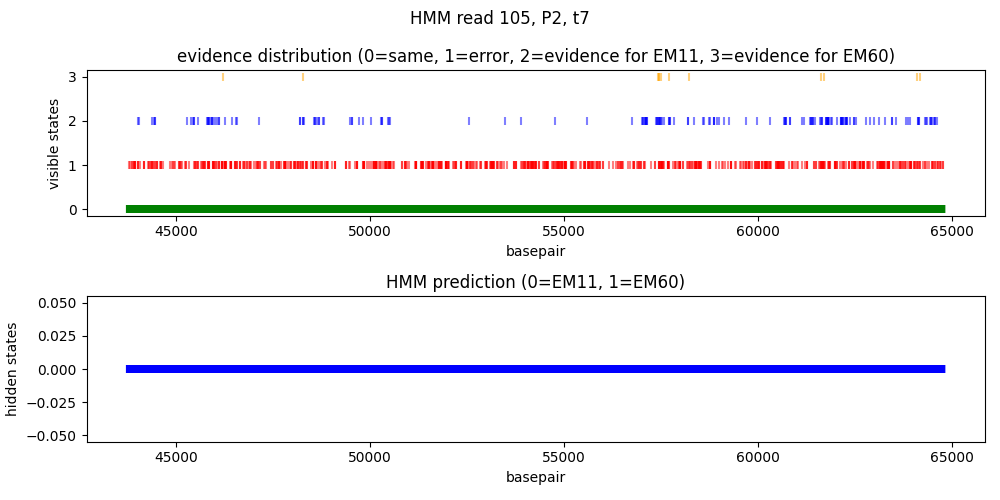 HMM read 105, P2, t7
evidence distribution (0=same, 1=error, 2=evidence for EM11, 3=evidence for EM60)
visible states
3
2
1
0
45000 50000 55000 60000 65000
basepair
HMM prediction (0=EM11, 1=EM60)
hidden states
0.050
0.025
0.000
−0.025
−0.050
45000 50000 55000 60000 65000
basepair